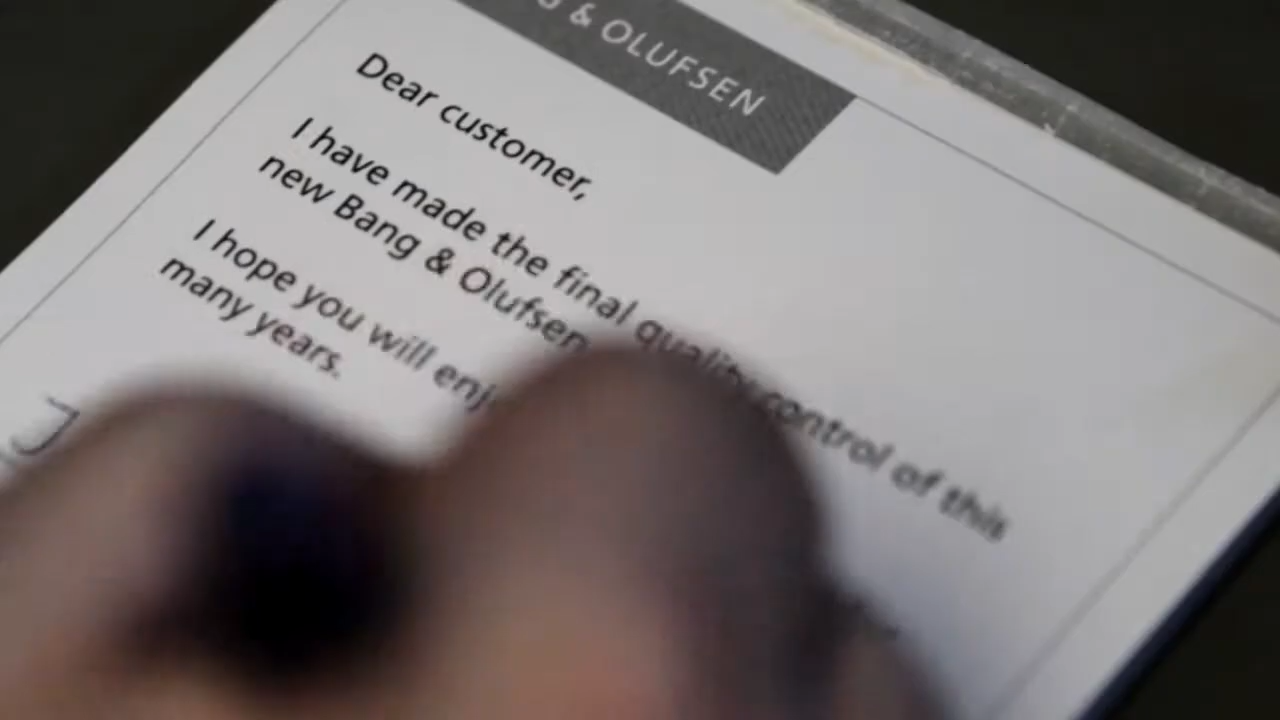 & OLUFSEN
Dear customer,
I have made the final quality control of this
new Bang & Olufsen
I hope you will
many years.